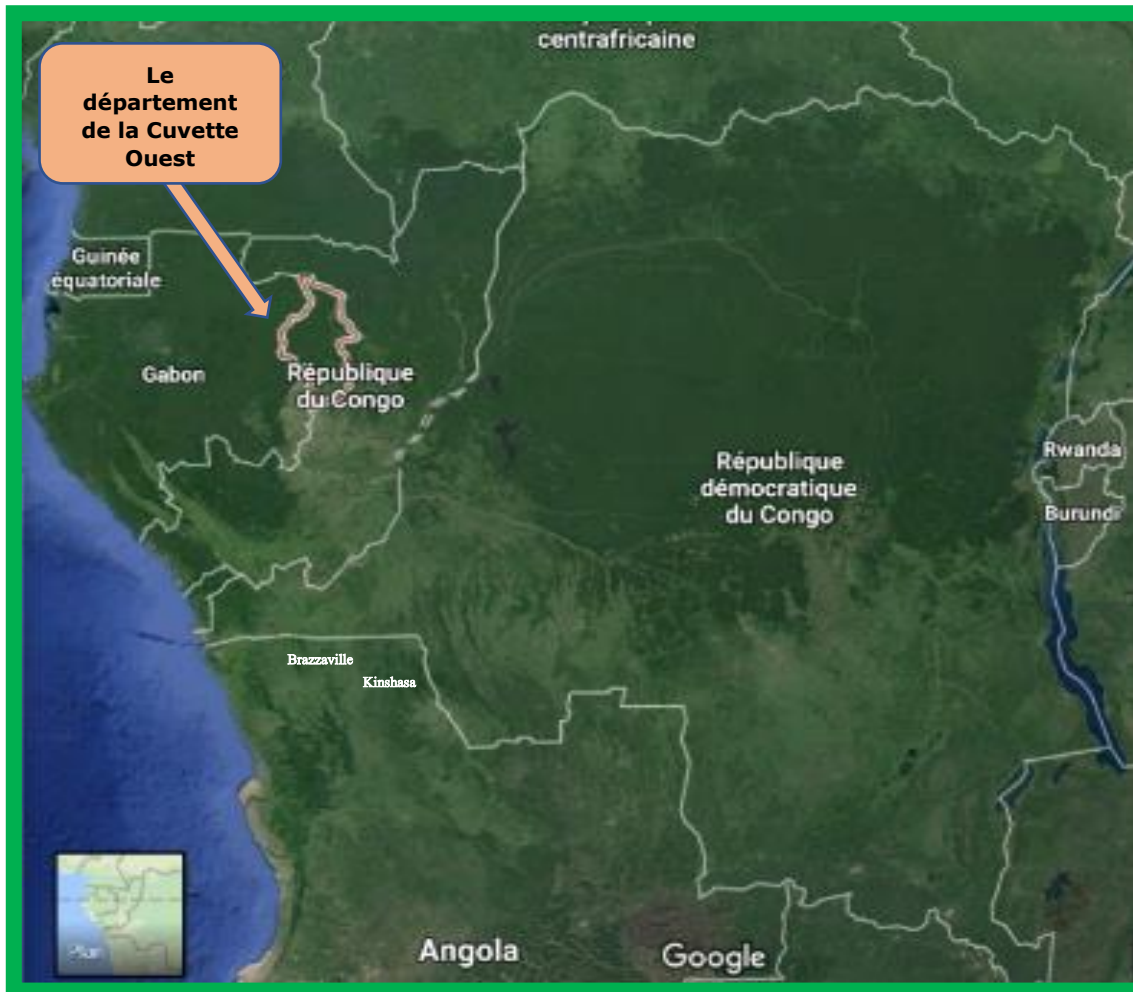 centrafricaine
Le
département
de la Cuvette
Ouest
Guinée
équatoriale
Gabon
République
du Congo
République
démocratique
du Congo
Rwanda
Burundi
Brazzaville
Kinshasa
Angola
Google